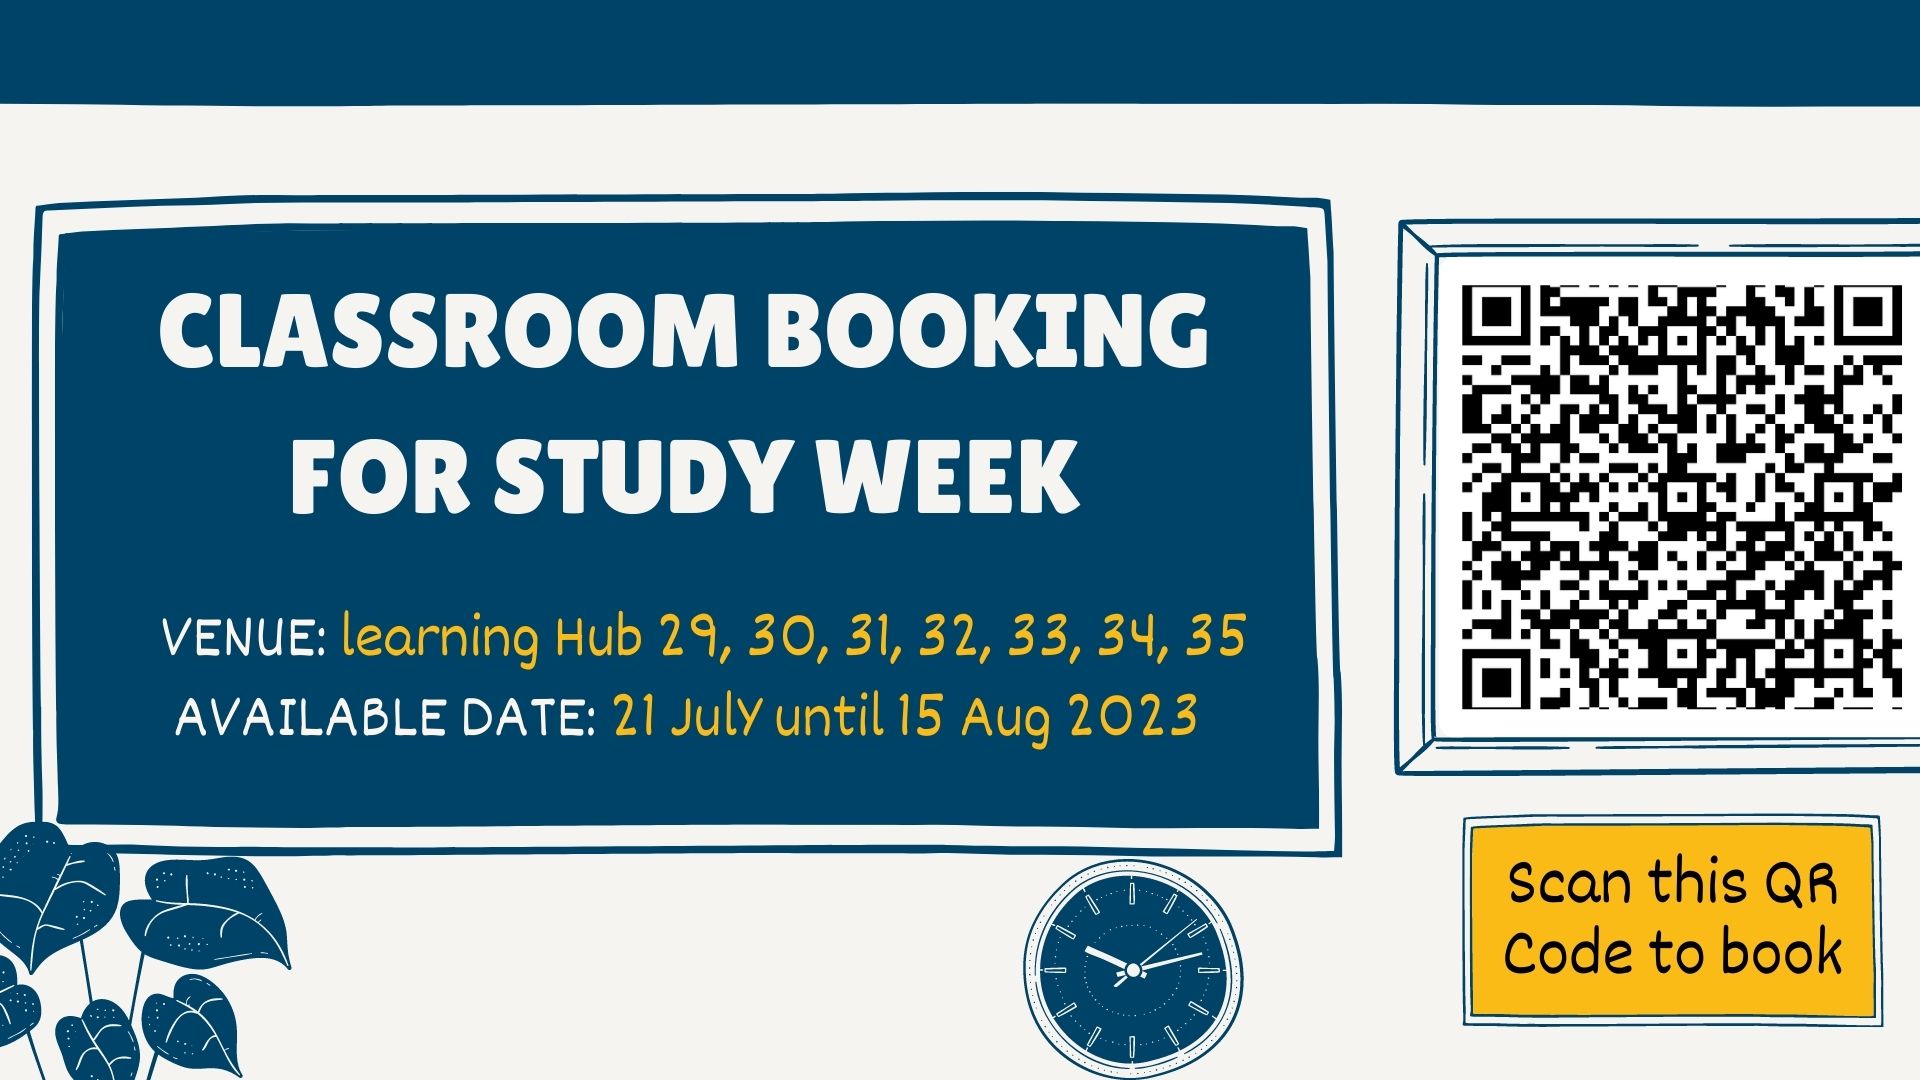 CLASSROOM BOOKING
FOR STUDY WEEK
VENUE: learning Hub 29, 30, 31, 32, 33, 34, 35
AVAILABLE DATE: 21 July until 15 Aug 2023
Scan this QR
Code to book